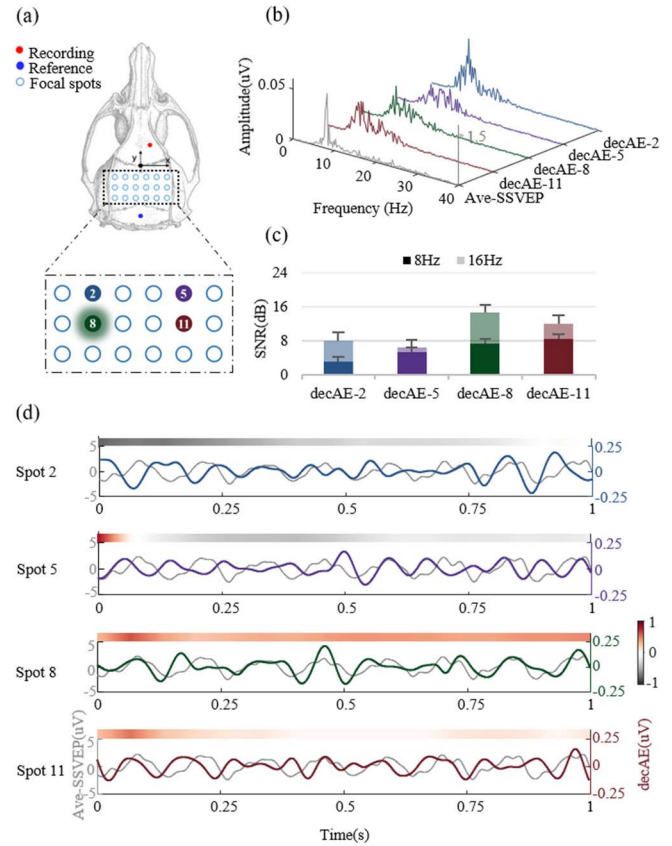 (a)
Recording
Reference
Focal spots
y
x
2
5
8
11
(b)
Amplitude(uV)
0.05
0
0
10
20
30
40
Frequency (Hz)
1.5
decAE-2
decAE-5
decAE-8
decAE-11
Ave-SSVEP
(c)
8Hz 16Hz
SNR(dB)
24
16
8
0
decAE-2 decAE-5 decAE-8 decAE-11
(d)
Spot 2
5
0
-5
0.25
0
-0.25
0 0.25 0.5 0.75 1
Spot 5
5
0
-5
0.25
0
-0.25
0 0.25 0.5 0.75 1
Spot 8
5
0
-5
0.25
0
-0.25
0 0.25 0.5 0.75 1
1
0
-1
Spot 11
Ave-SSVEP(uV)
5
0
-5
0.25
0
-0.25
decAE(uV)
0 0.25 0.5 0.75 1
Time(s)